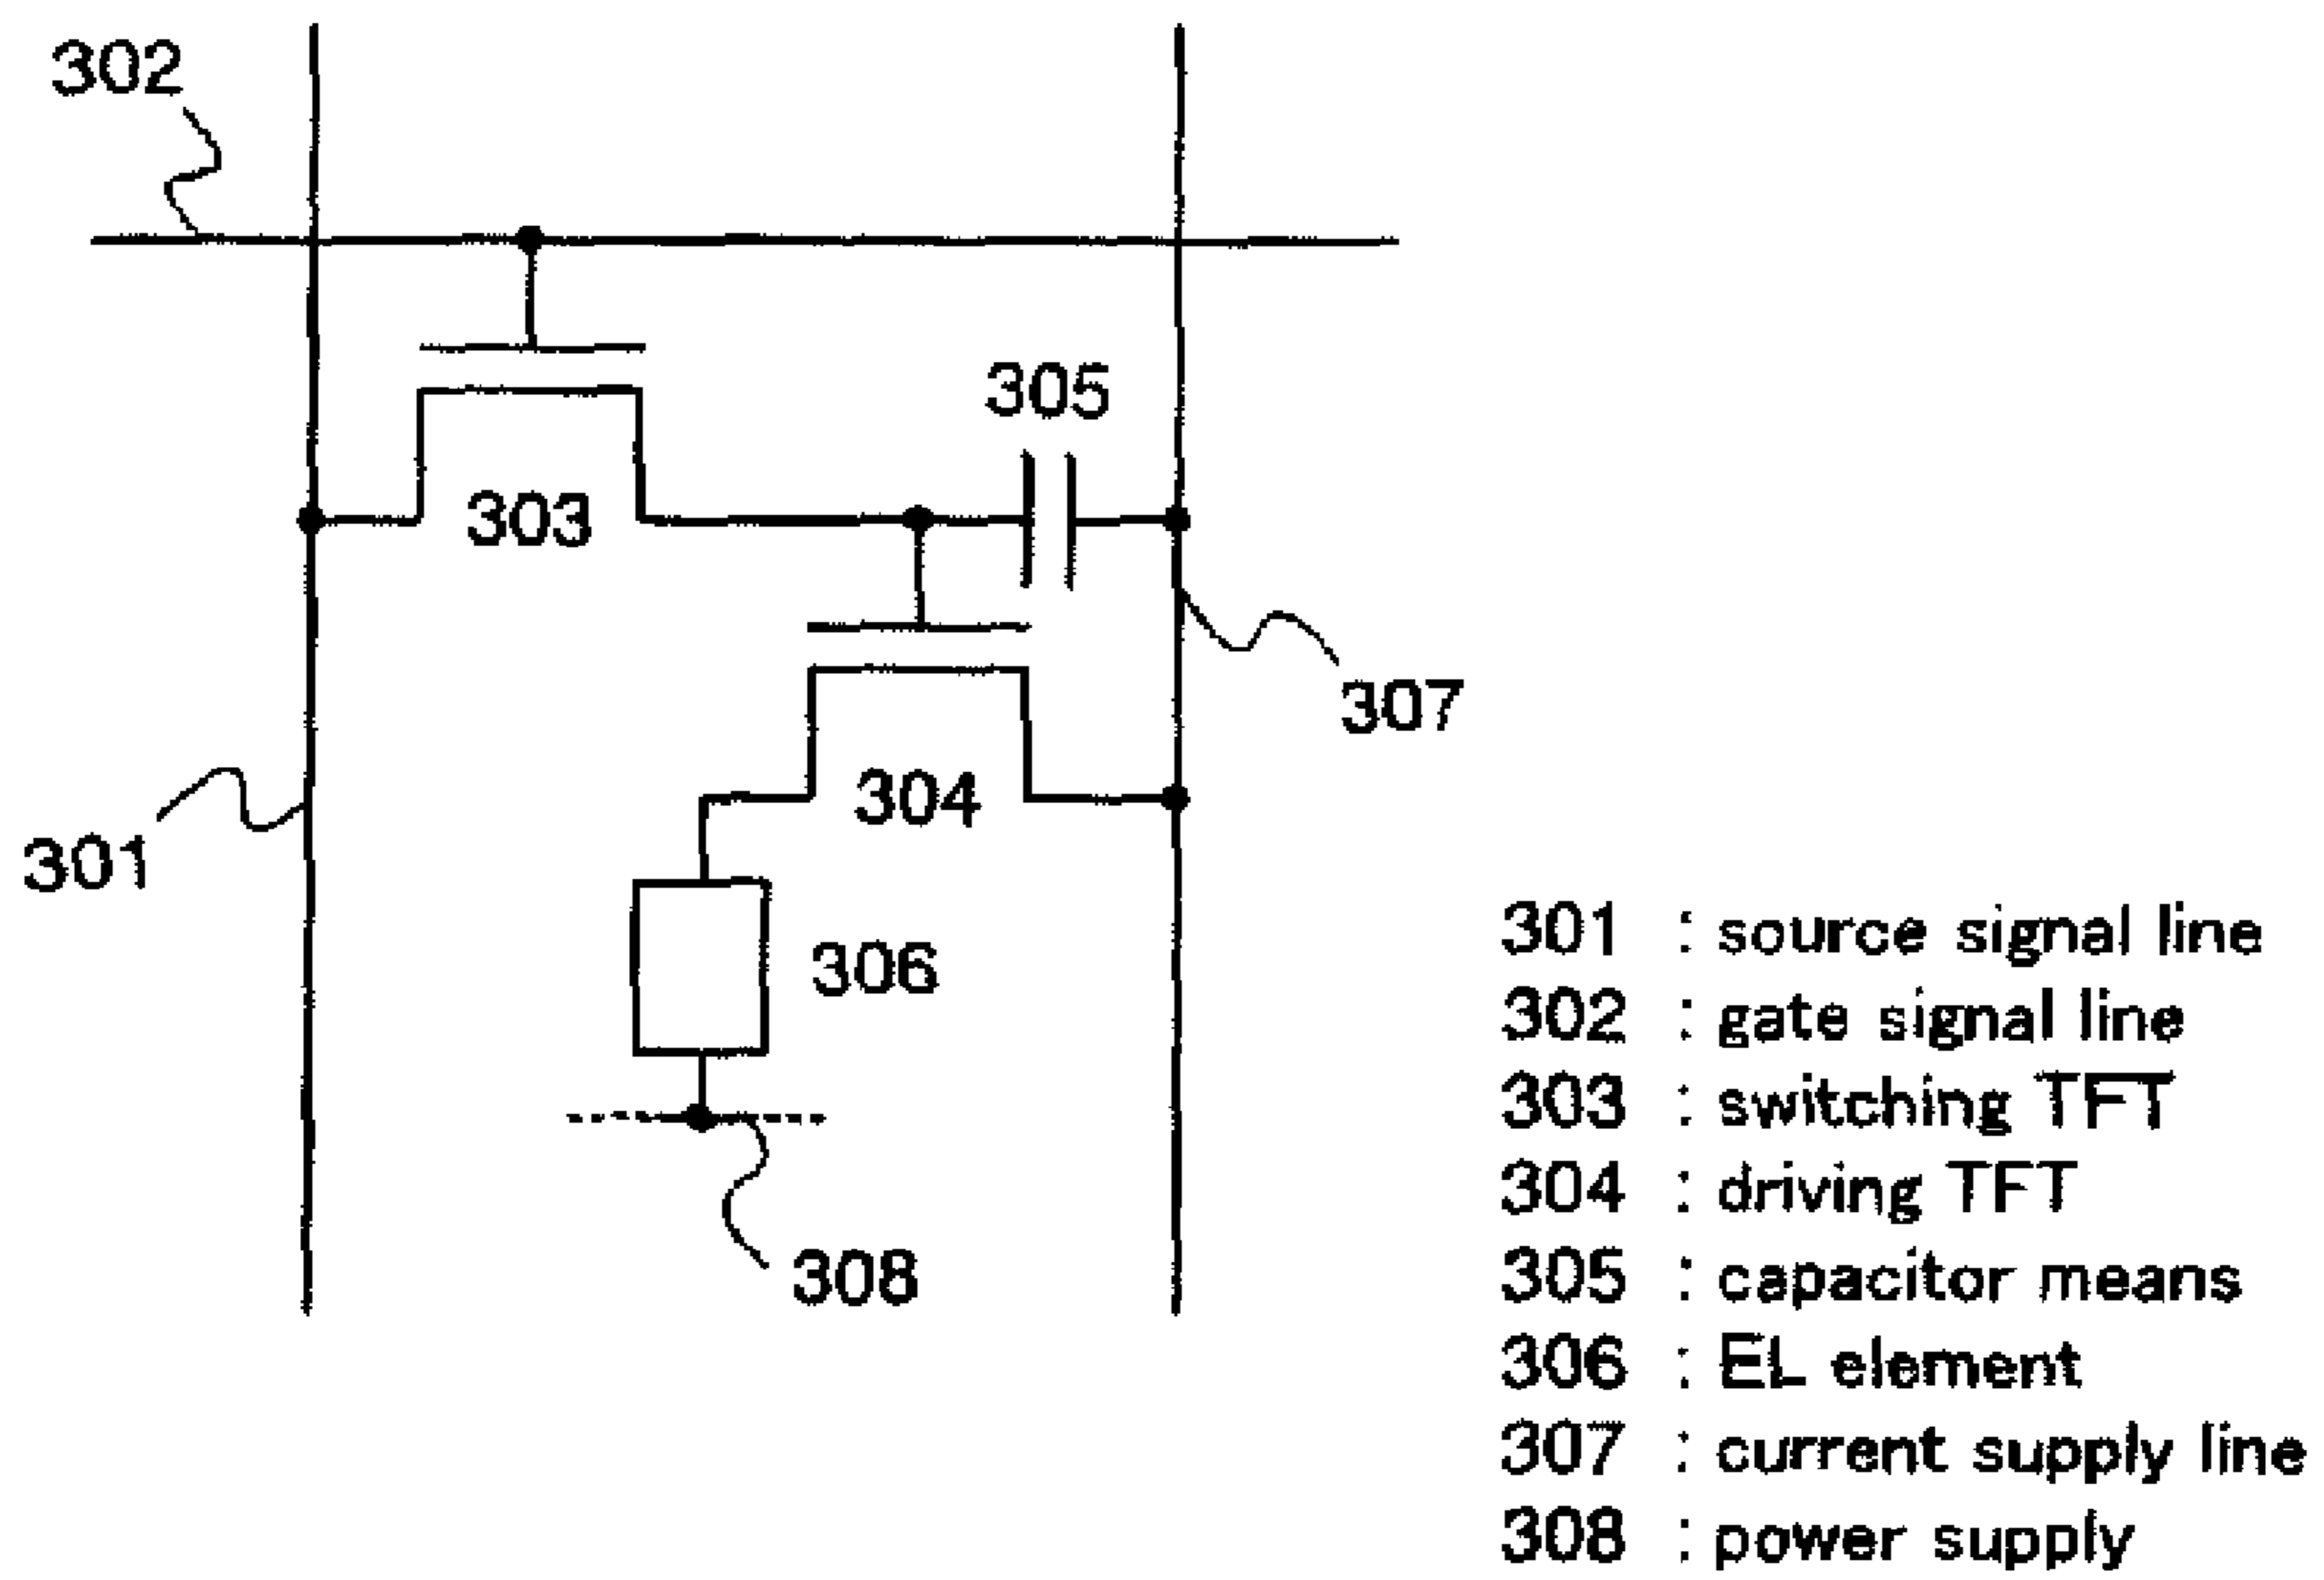 302
305
303
307
304
301
306
308
301 : source signal line
302 : gate signal line
303 : switching TFT
304 : driving TFT
305 : capacitor means
306 : EL element
307 : current supply line
308 : power supply